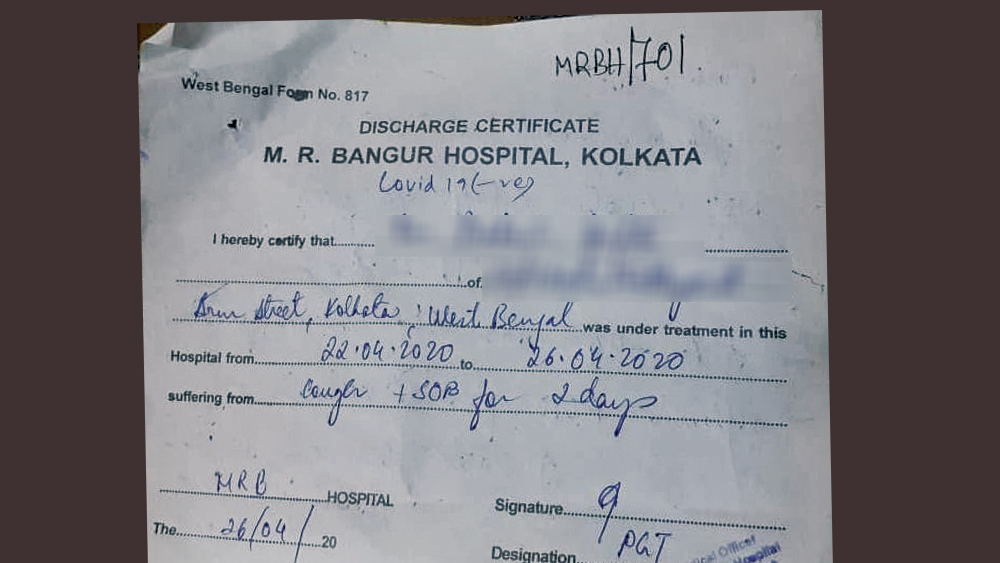 MRBH/701
West Bengal Form No. 817
DISCHARGE CERTIFICATE
M. R. BANGUR HOSPITAL, KOLKATA
Covid 19 (-ve)
I hereby certify that
of
Street, Kolkata, West Bengal was under treatment in this
Hospital from 22.04.2020 to 26.04.2020
suffering from Cough + SOB for 2 days
MRB HOSPITAL
Signature
The 26/04/20
Designation PGT
Officer
Hospital